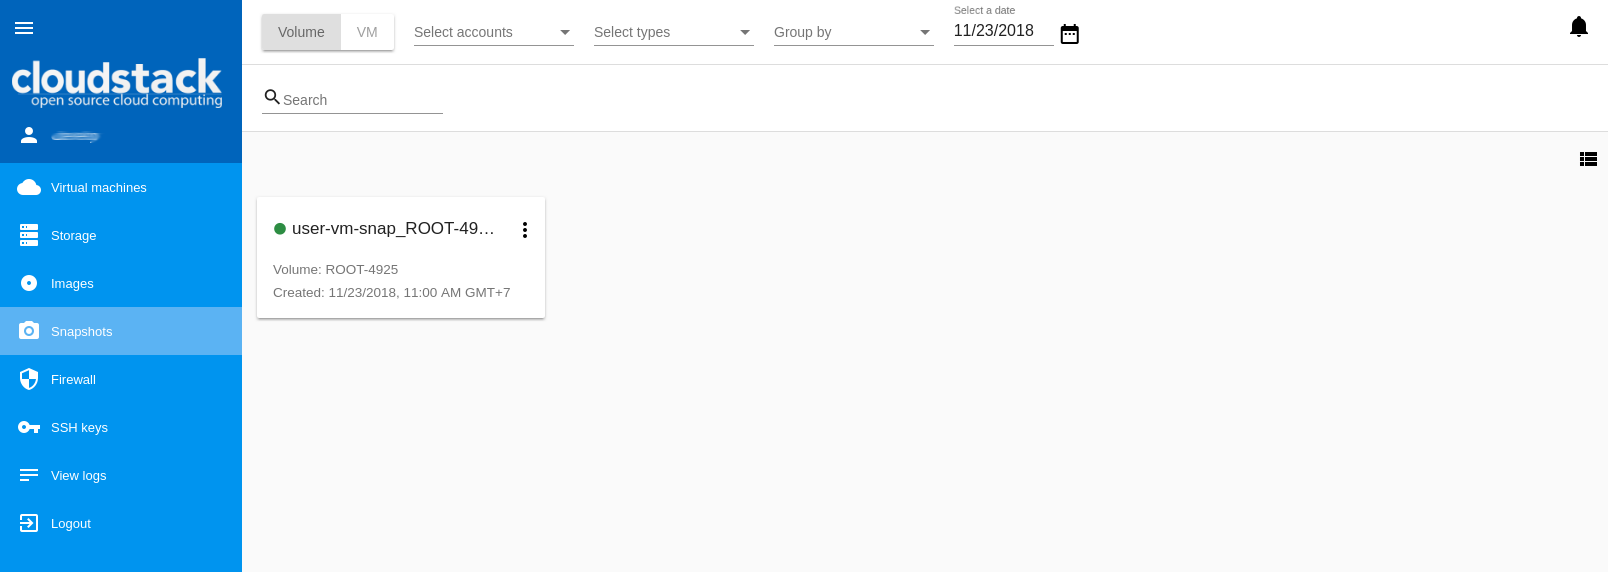 Volume VM Select accounts Select types Group by Select a date 11/23/2018
cloudstack
open source cloud computing
Search
Virtual machines
Storage
Images
Snapshots
Firewall
SSH keys
View logs
Logout
user-vm-snap_ROOT-49…
Volume: ROOT-4925
Created: 11/23/2018, 11:00 AM GMT+7